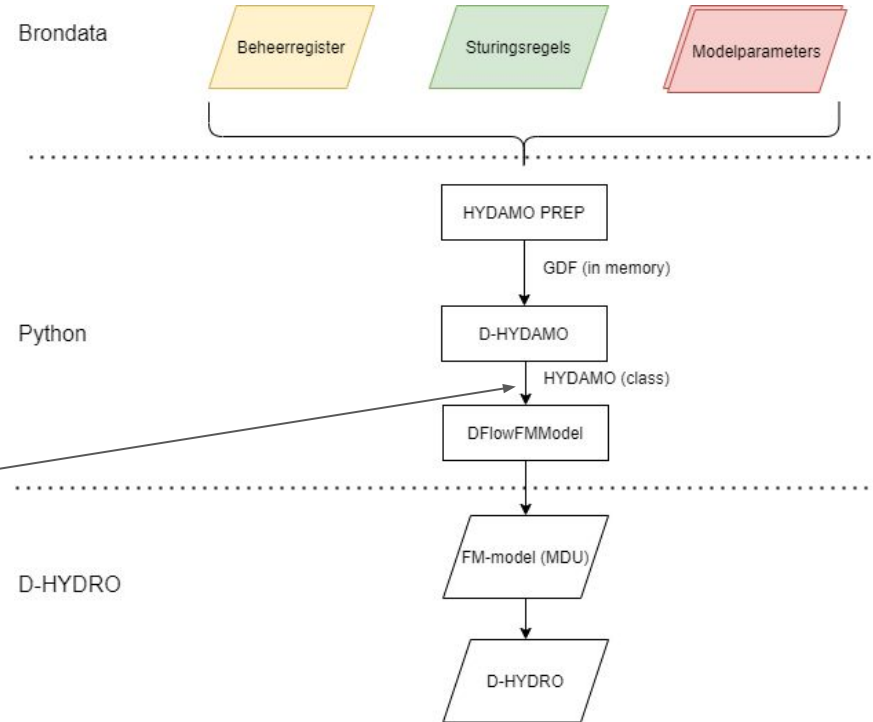 Brondata
Beheerregister
Sturingsregels
Modelparameters
HYDAMO PREP
GDF (in memory)
Python
D-HYDAMO
HYDAMO (class)
DFlowFMModel
FM-model (MDU)
D-HYDRO
D-HYDRO